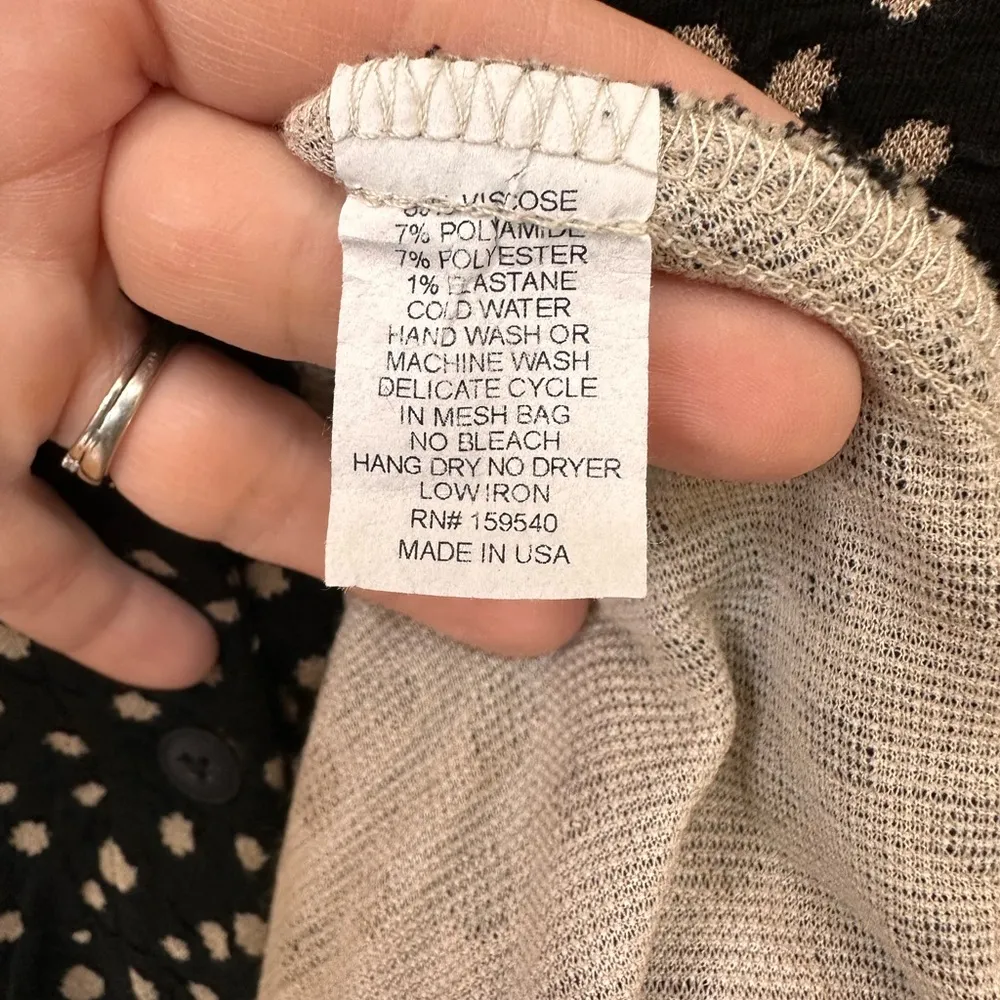 VISCOSE
7% POLYAMIDE
7% POLYESTER
1% ELASTANE
COLD WATER
HAND WASH OR
MACHINE WASH
DELICATE CYCLE
IN MESH BAG
NO BLEACH
HANG DRY NO DRYER
LOW IRON
RN# 159540
MADE IN USA